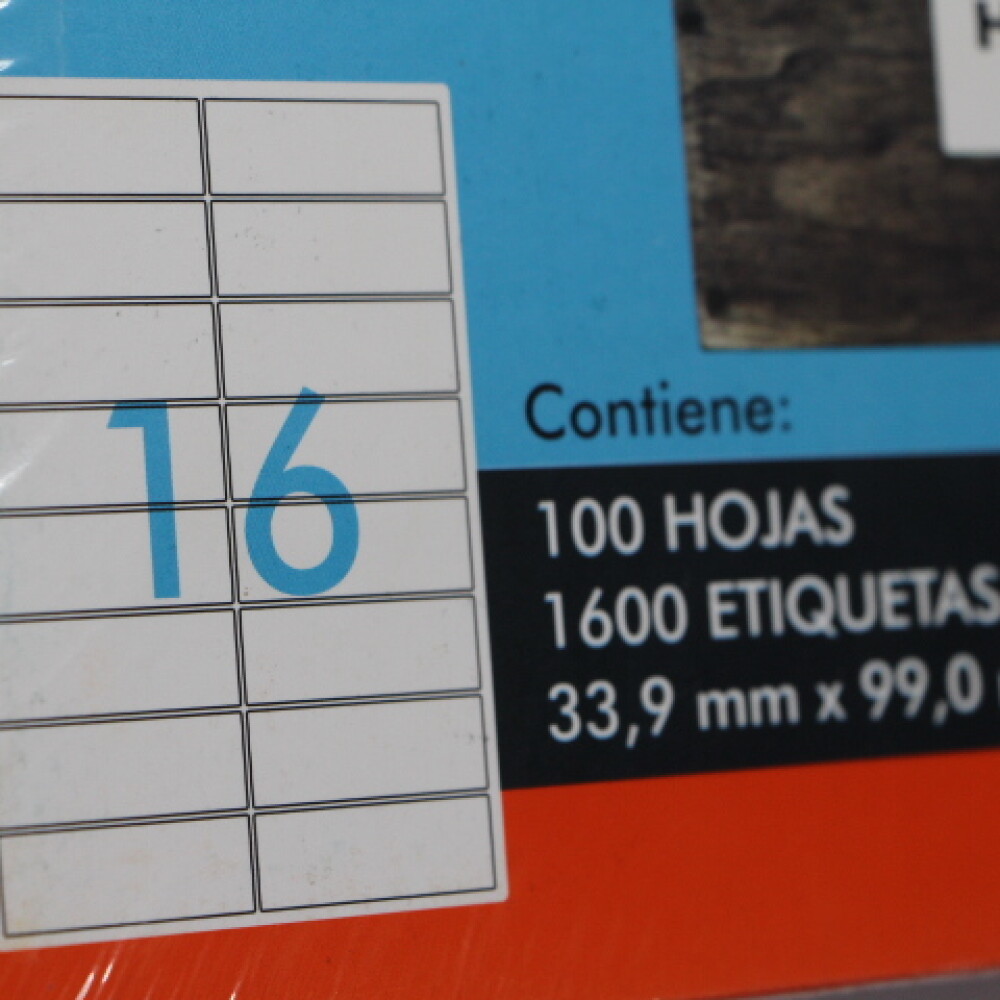 16
Contiene:
100 HOJAS
1600 ETIQUETAS
33,9 mm x 99,0